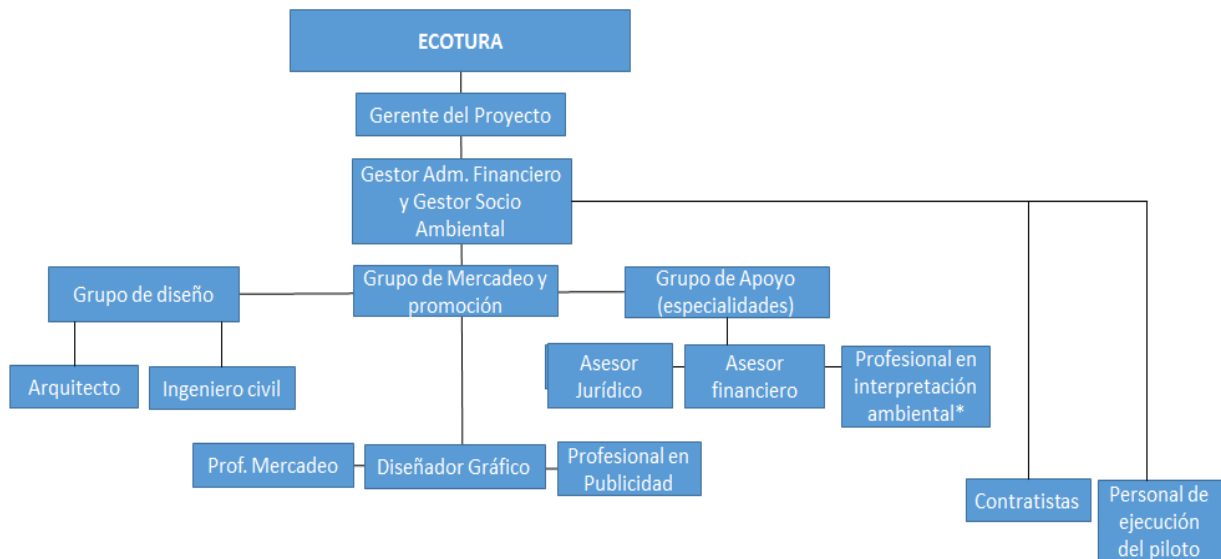 ECOTURA
Gerente del Proyecto
Gestor Adm. Financiero
y Gestor Socio
Ambiental
Grupo de diseño
Grupo de Mercadeo y
promoción
Grupo de Apoyo
(especialidades)
Arquitecto
Ingeniero civil
Asesor
Jurídico
Asesor
financiero
Profesional en
interpretación
ambiental*
Prof. Mercadeo
Diseñador Gráfico
Profesional en
Publicidad
Contratistas
Personal de
ejecución
del piloto